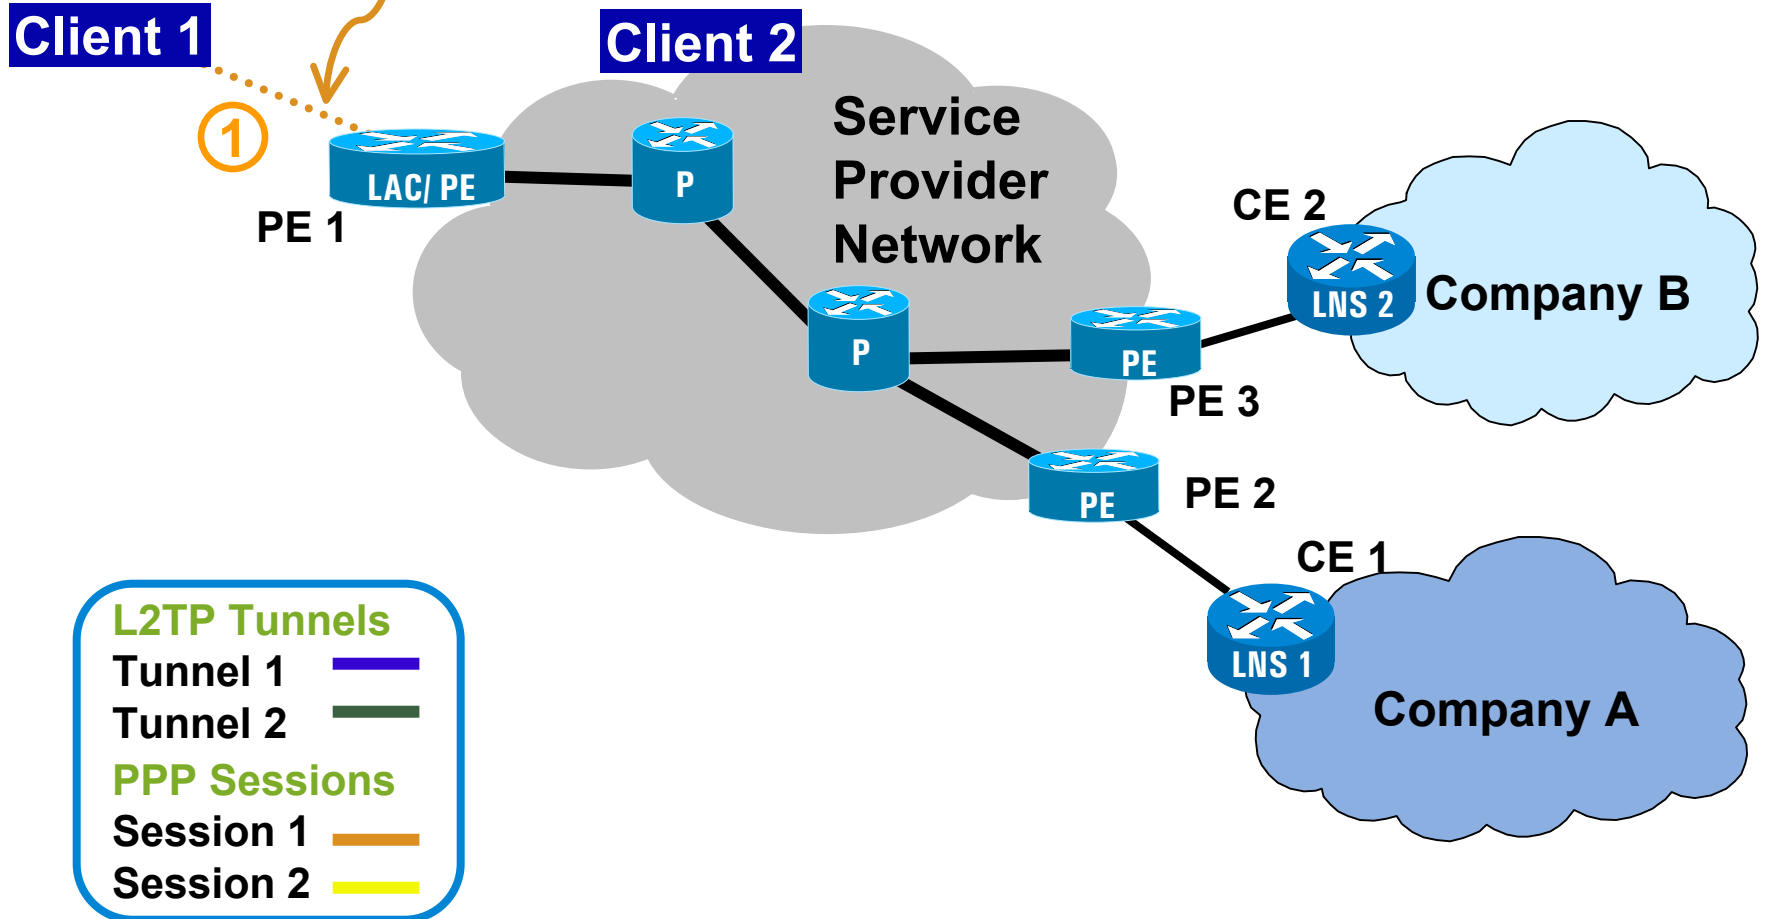 Client 1
Client 2
1
Service
Provider
Network
LAC/ PE
P
PE 1
CE 2
LNS 2
Company B
P
PE
PE 3
PE
PE 2
CE 1
LNS 1
Company A
L2TP Tunnels
Tunnel 1
Tunnel 2
PPP Sessions
Session 1
Session 2